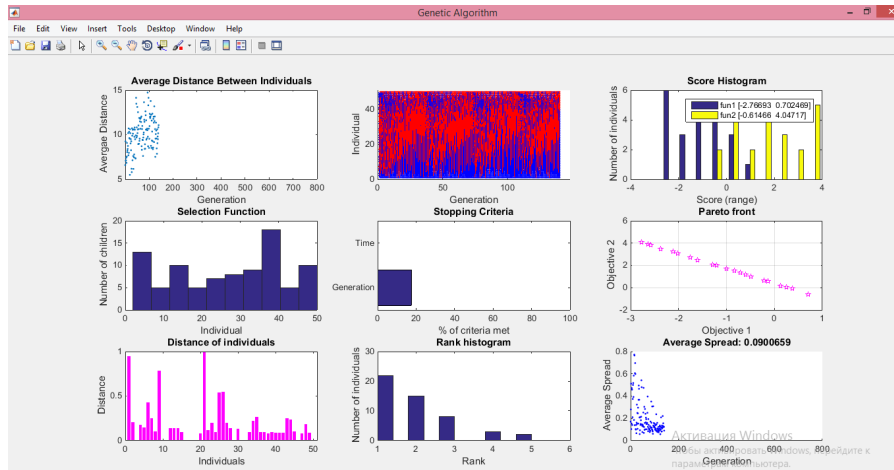 Genetic Algorithm
File Edit View Insert Tools Desktop Window Help
Average Distance Between Individuals
15
10
5
Avergae Distance
100 200 300 400 500 600 700 800
Generation
40
20
0
Individual
0 50 100
Generation
Score Histogram
6
4
2
0
Number of individuals
fun1 [-2.76693 0.702469]
fun2 [-0.61466 4.04717]
-4 -2 0 2 4
Score (range)
Selection Function
20
15
10
5
0
Number of children
0 10 20 30 40 50
Individual
Stopping Criteria
Time
Generation
0 20 40 60 80 100
% of criteria met
Pareto front
6
4
2
0
-2
Objective 2
-3 -2 -1 0 1
Objective 1
Distance of individuals
1
0.5
0
Distance
0 10 20 30 40 50
Individuals
Rank histogram
30
20
10
0
Number of individuals
1 2 3 4 5 6
Rank
Average Spread: 0.0900659
0.8
0.6
0.4
0.2
0
Average Spread
0 200 400 600 800
Generation
Активация Windows
Чтобы активировать Windows, перейдите к
параметрам компьютера.